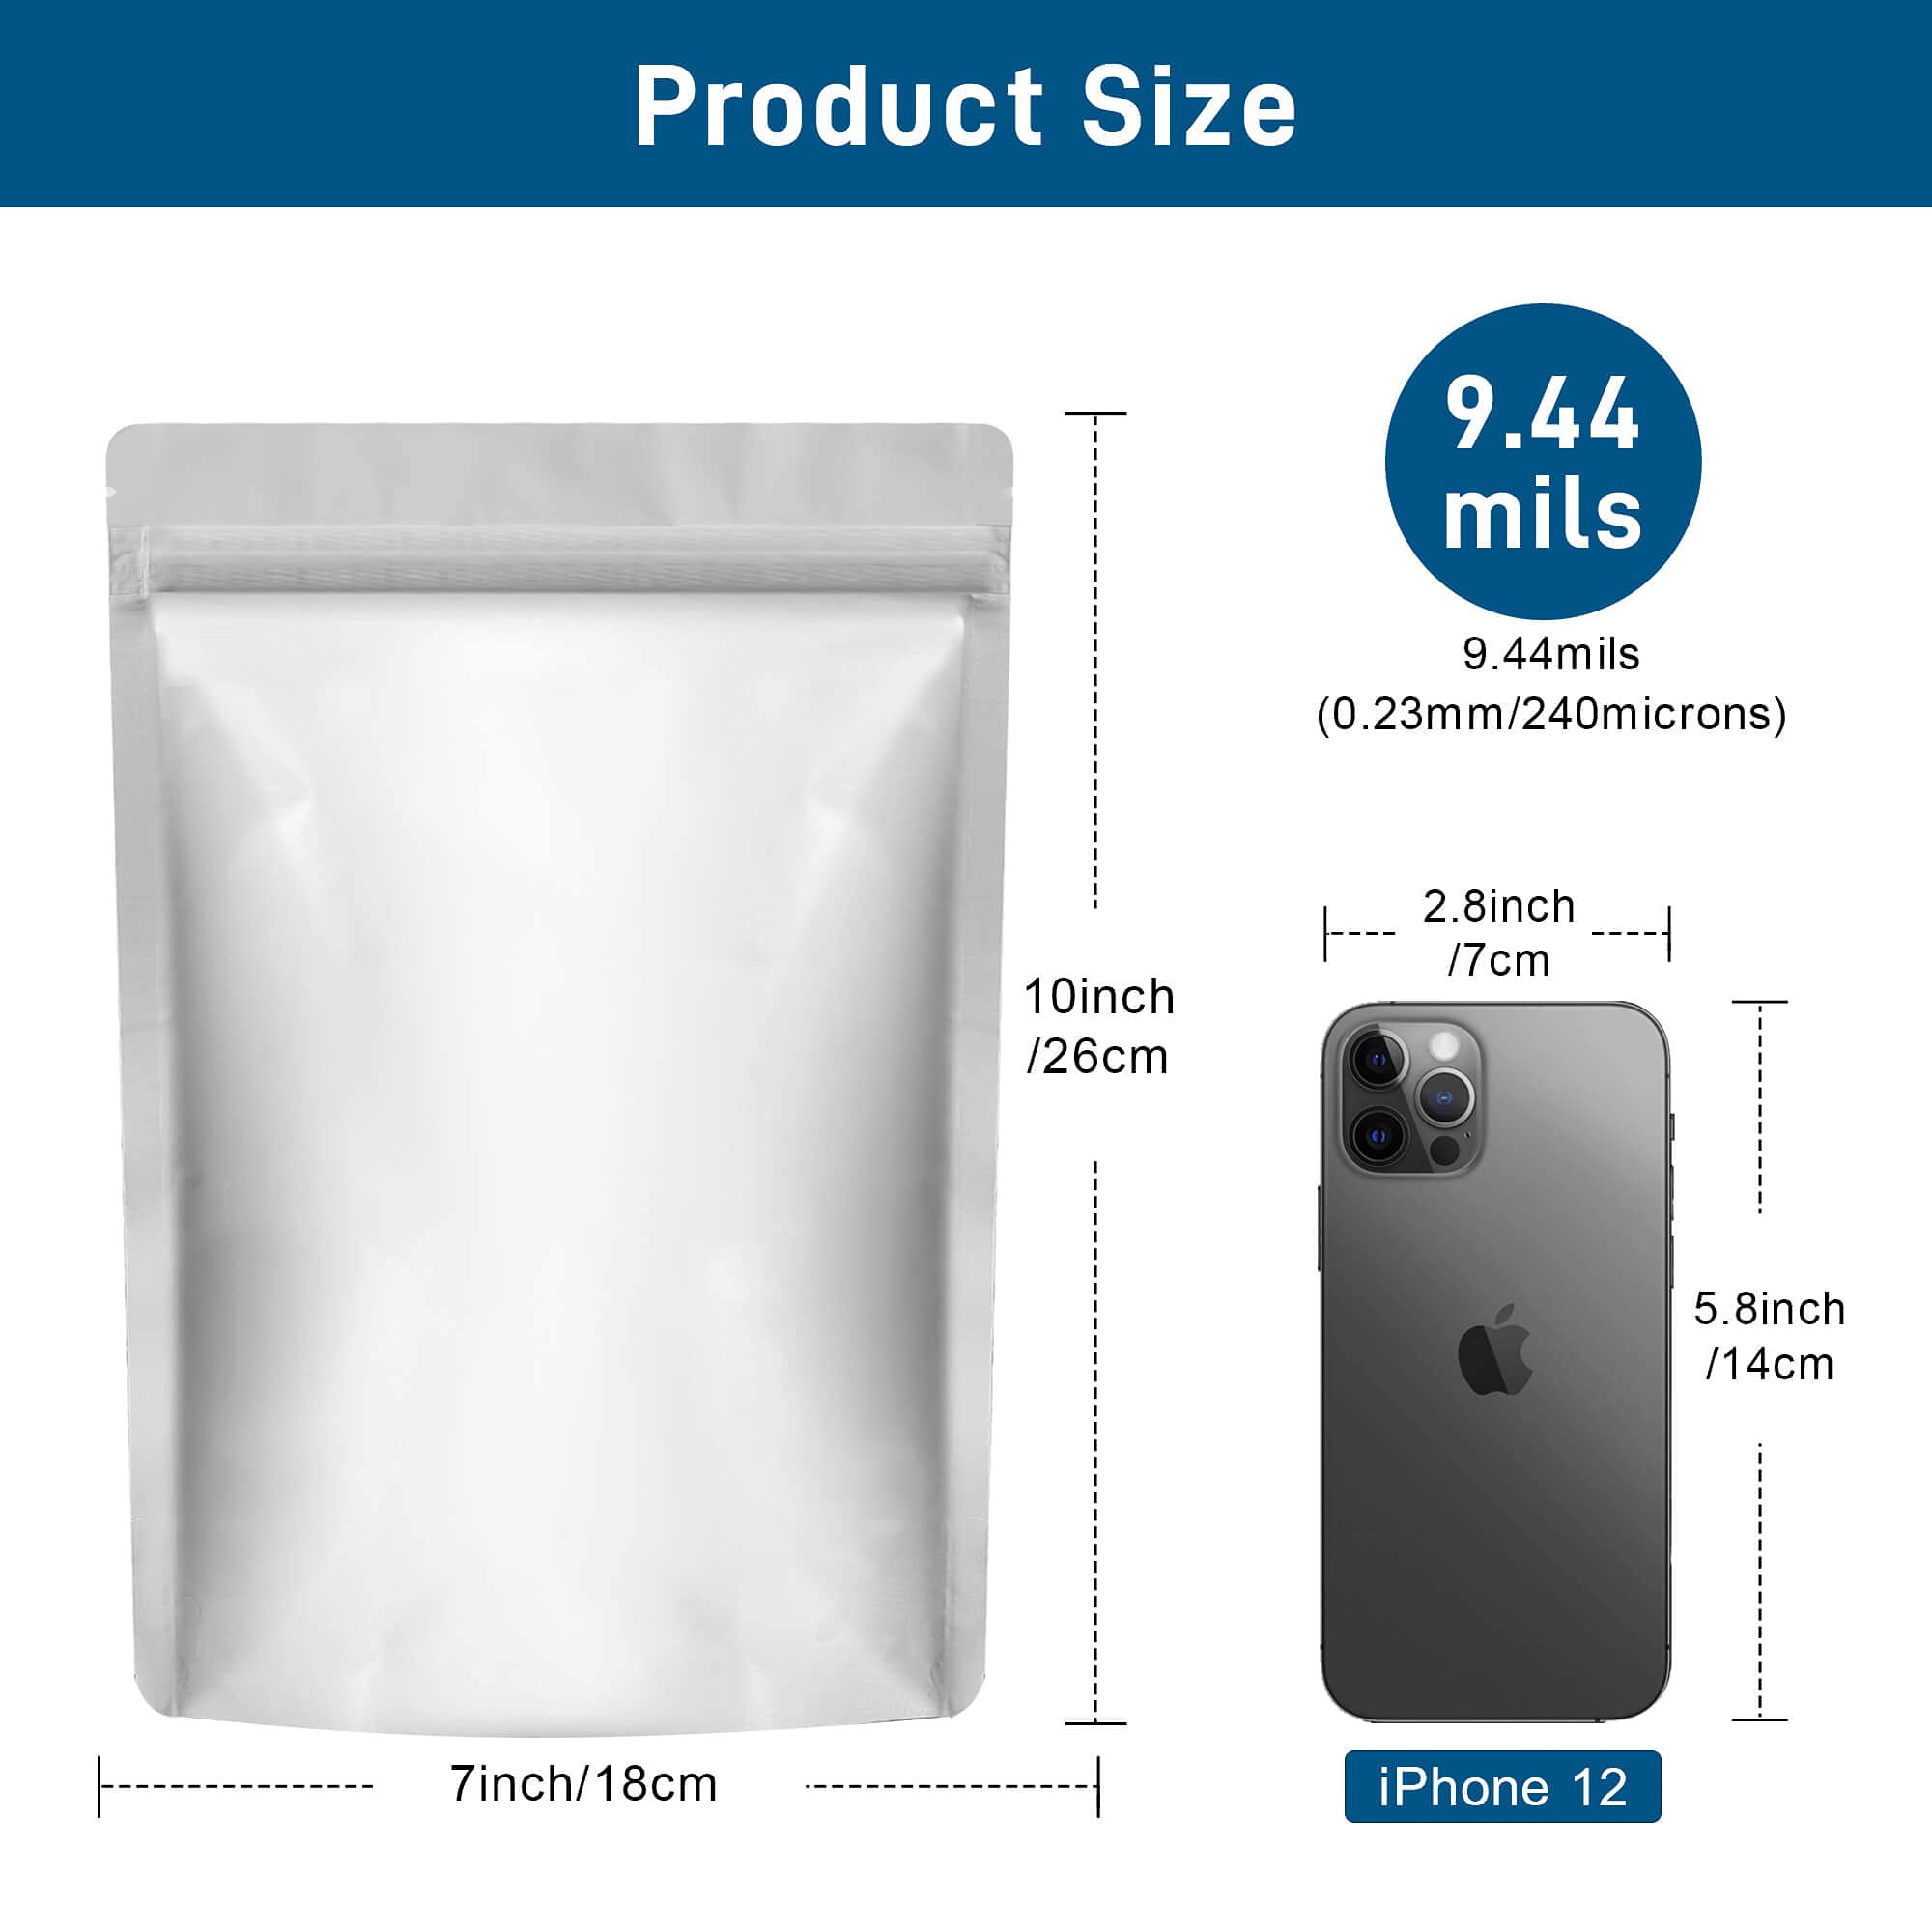 Product Size
9.44
mils
9.44mils
(0.23mm/240microns)
2.8inch
/7cm
10inch
/26cm
5.8inch
/14cm
7inch/18cm
iPhone 12